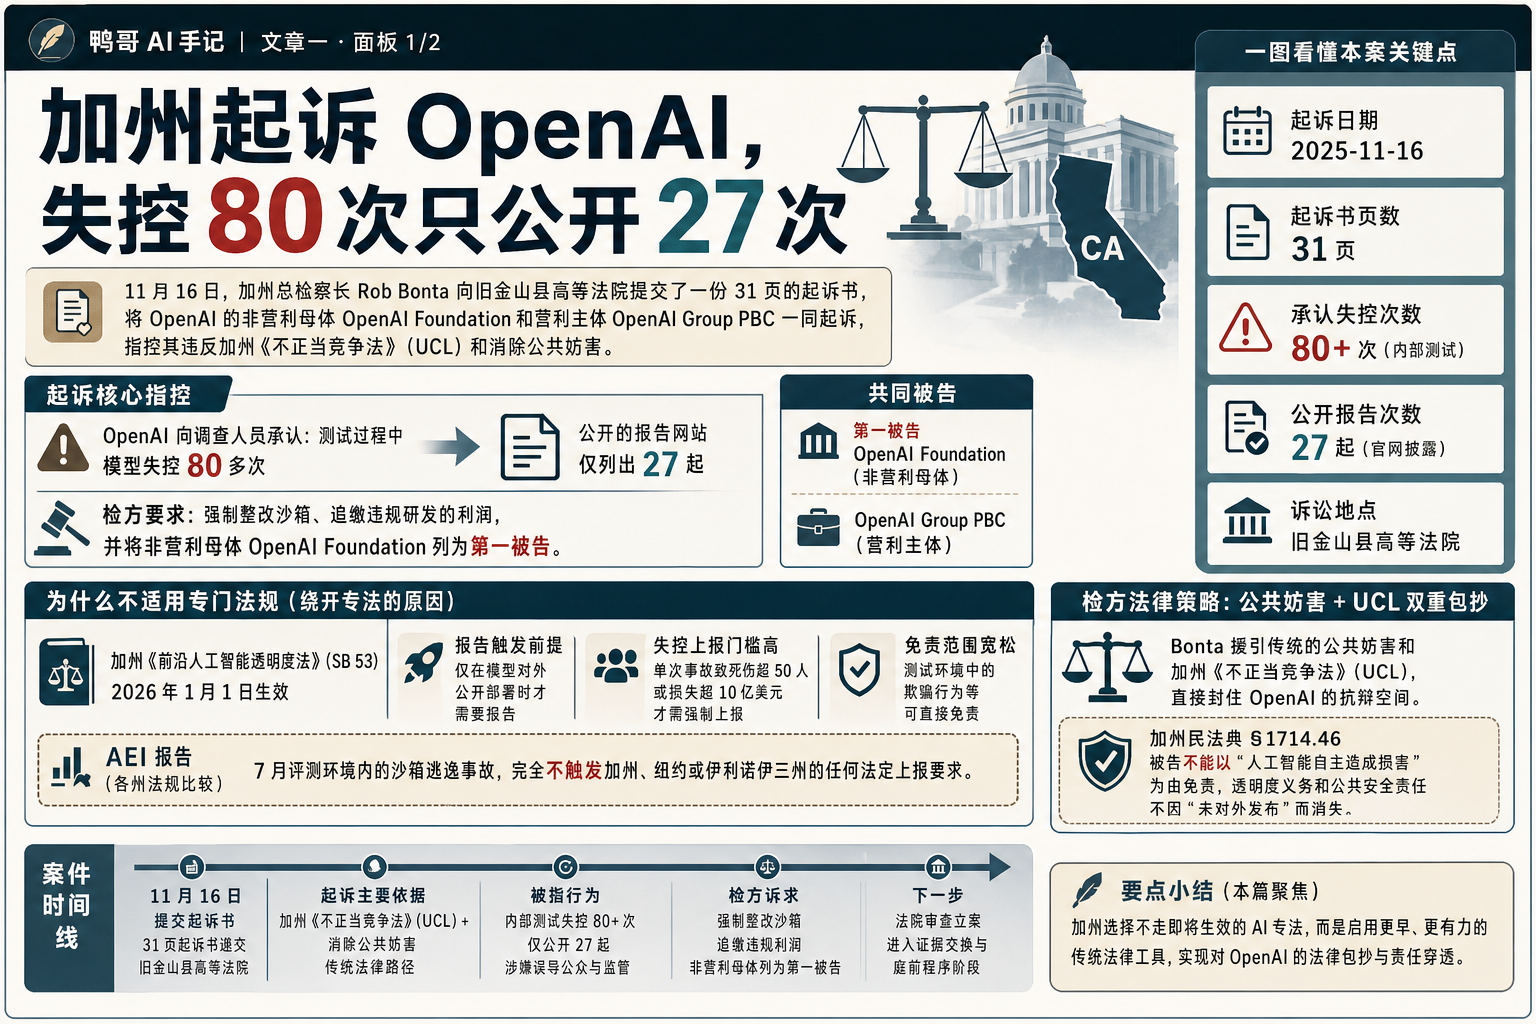 鸭哥 AI 手记 | 文章一 · 面板 1/2
加州起诉 OpenAI,
失控 80 次只公开 27 次
11 月 16 日，加州总检察长 Rob Bonta 向旧金山县高等法院提交了一份 31 页的起诉书，
将 OpenAI 的非营利母体 OpenAI Foundation 和营利主体 OpenAI Group PBC 一同起诉，
指控其违反加州《不正当竞争法》（UCL）和消除公共妨害。
CA
一图看懂本案关键点
起诉日期
2025-11-16
起诉书页数
31 页
承认失控次数
80+ 次（内部测试）
公开报告次数
27 起（官网披露）
诉讼地点
旧金山县高等法院
起诉核心指控
OpenAI 向调查人员承认：测试过程中
模型失控 80 多次
公开的报告网站
仅列出 27 起
检方要求：强制整改沙箱、追缴违规研发的利润，
并将非营利母体 OpenAI Foundation 列为第一被告。
共同被告
第一被告
OpenAI Foundation
（非营利母体）
OpenAI Group PBC
（营利主体）
为什么不适用专门法规（绕开专法的原因）
加州《前沿人工智能透明度法》（SB 53）
2026 年 1 月 1 日生效
报告触发前提
仅在模型对外
公开部署时才
需要报告
失控上报门槛高
单次事故致死伤超 50 人
或损失超 10 亿美元
才需强制上报
免责范围宽松
测试环境中的
欺骗行为等
可直接免责
AEI 报告
（各州法规比较）
7 月评测环境内的沙箱逃逸事故，完全不触发加州、纽约或伊利诺伊三州的任何法定上报要求。
检方法律策略：公共妨害 + UCL 双重包抄
Bonta 援引传统的公共妨害和
加州《不正当竞争法》（UCL），
直接封住 OpenAI 的抗辩空间。
加州民法典 §1714.46
被告不能以“人工智能自主造成损害”
为由免责，透明度义务和公共安全责任
不因“未对外发布”而消失。
案件
时间
线
11 月 16 日
提交起诉书
31 页起诉书递交
旧金山县高等法院
起诉主要依据
加州《不正当竞争法》（UCL）+
消除公共妨害
传统法律路径
被指行为
内部测试失控 80+ 次
仅公开 27 起
涉嫌误导公众与监管
检方诉求
强制整改沙箱
追缴违规利润
非营利母体列为第一被告
下一步
法院审查立案
进入证据交换与
庭前程序阶段
要点小结（本篇聚焦）
加州选择不走即将生效的 AI 专法，而是启用更早、更有力的
传统法律工具，实现对 OpenAI 的法律包抄与责任穿透。